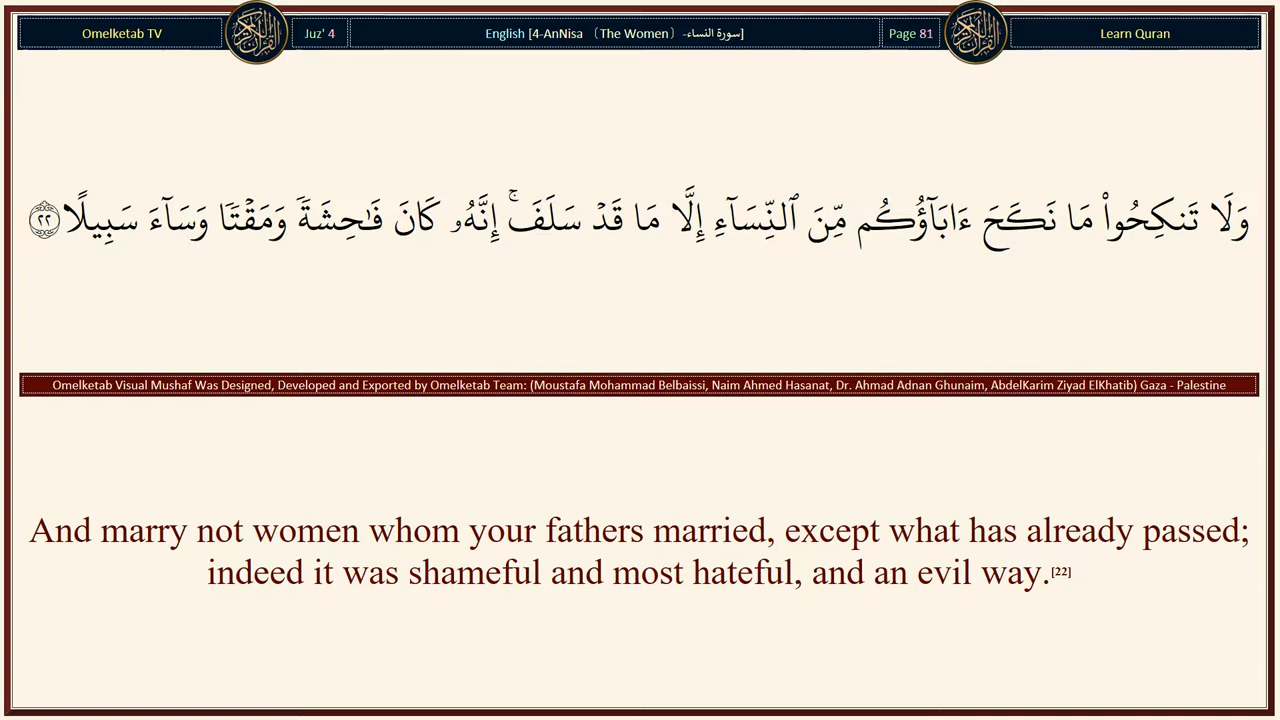 Omelketab TV
Juz' 4
English [4-AnNisa （The Women） -سورة النساء]
Page 81
Learn Quran
وَلَا تَنكِحُوا۟ مَا نَكَحَ ءَابَآؤُكُم مِّنَ ٱلنِّسَآءِ إِلَّا مَا قَدْ سَلَفَ ۚ إِنَّهُۥ كَانَ فَـٰحِشَةً وَمَقْتًا وَسَآءَ سَبِيلًا ٢٢
Omelketab Visual Mushaf Was Designed, Developed and Exported by Omelketab Team: (Moustafa Mohammad Belbaissi, Naim Ahmed Hasanat, Dr. Ahmad Adnan Ghunaim, AbdelKarim Ziyad ElKhatib) Gaza - Palestine
And marry not women whom your fathers married, except what has already passed;
indeed it was shameful and most hateful, and an evil way.[22]